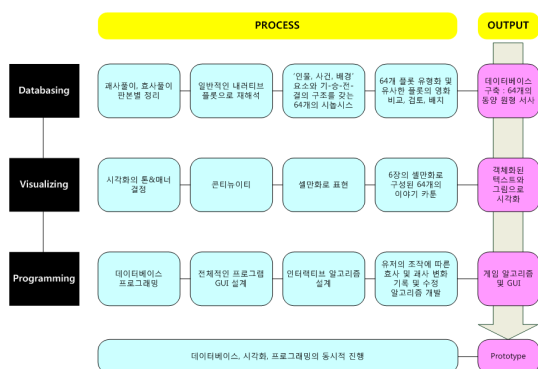 PROCESS
OUTPUT
Databasing
괘사풀이, 효사풀이
판본별 정리
일반적인 내러티브
플롯으로 재해석
'인물, 사건, 배경'
요소와 기-승-전-
결의 구조를 갖는
64개의 시놉시스
64개 플롯 유형화 및
유사한 플롯의 영화
비교, 검토, 배치
데이터베이스
구축 : 64개의
동양 원형 서사
Visualizing
시각화의 톤&매너
결정
콘티뉴이티
셀만화로 표현
6장의 셀만화로
구성된 64개의
이야기 카툰
객체화된
텍스트와
그림으로
시각화
Programming
데이터베이스
프로그래밍
전체적인 프로그램
GUI 설계
인터랙티브 알고리즘
설계
유저의 조작에 따른
효사 및 괘사 변화
기록 및 수정
알고리즘 개발
게임 알고리즘
및 GUI
데이터베이스, 시각화, 프로그래밍의 동시적 진행
Prototype